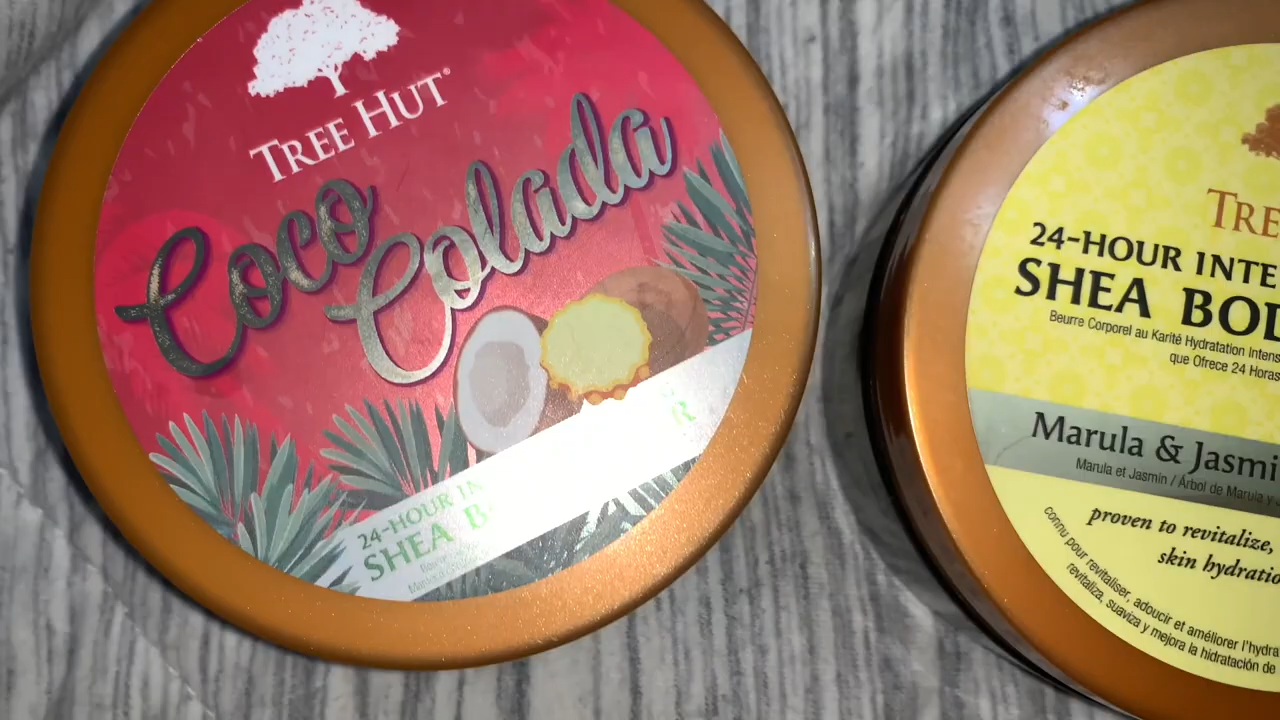 TREE HUT
Coco
Colada
24-HOUR IN
SHEA B
R
TRE
24-HOUR INTE
SHEA BOD
Beurre Corporel au Karité Hydratation Intens
que Ofrece 24 Horas
Marula & Jasmi
Marula et Jasmin / Árbol de Marula y
proven to revitalize,
skin hydratio
connu pour revitaliser, adoucir et améliorer l'hydra
revitaliza, suaviza y mejora la hidratación de